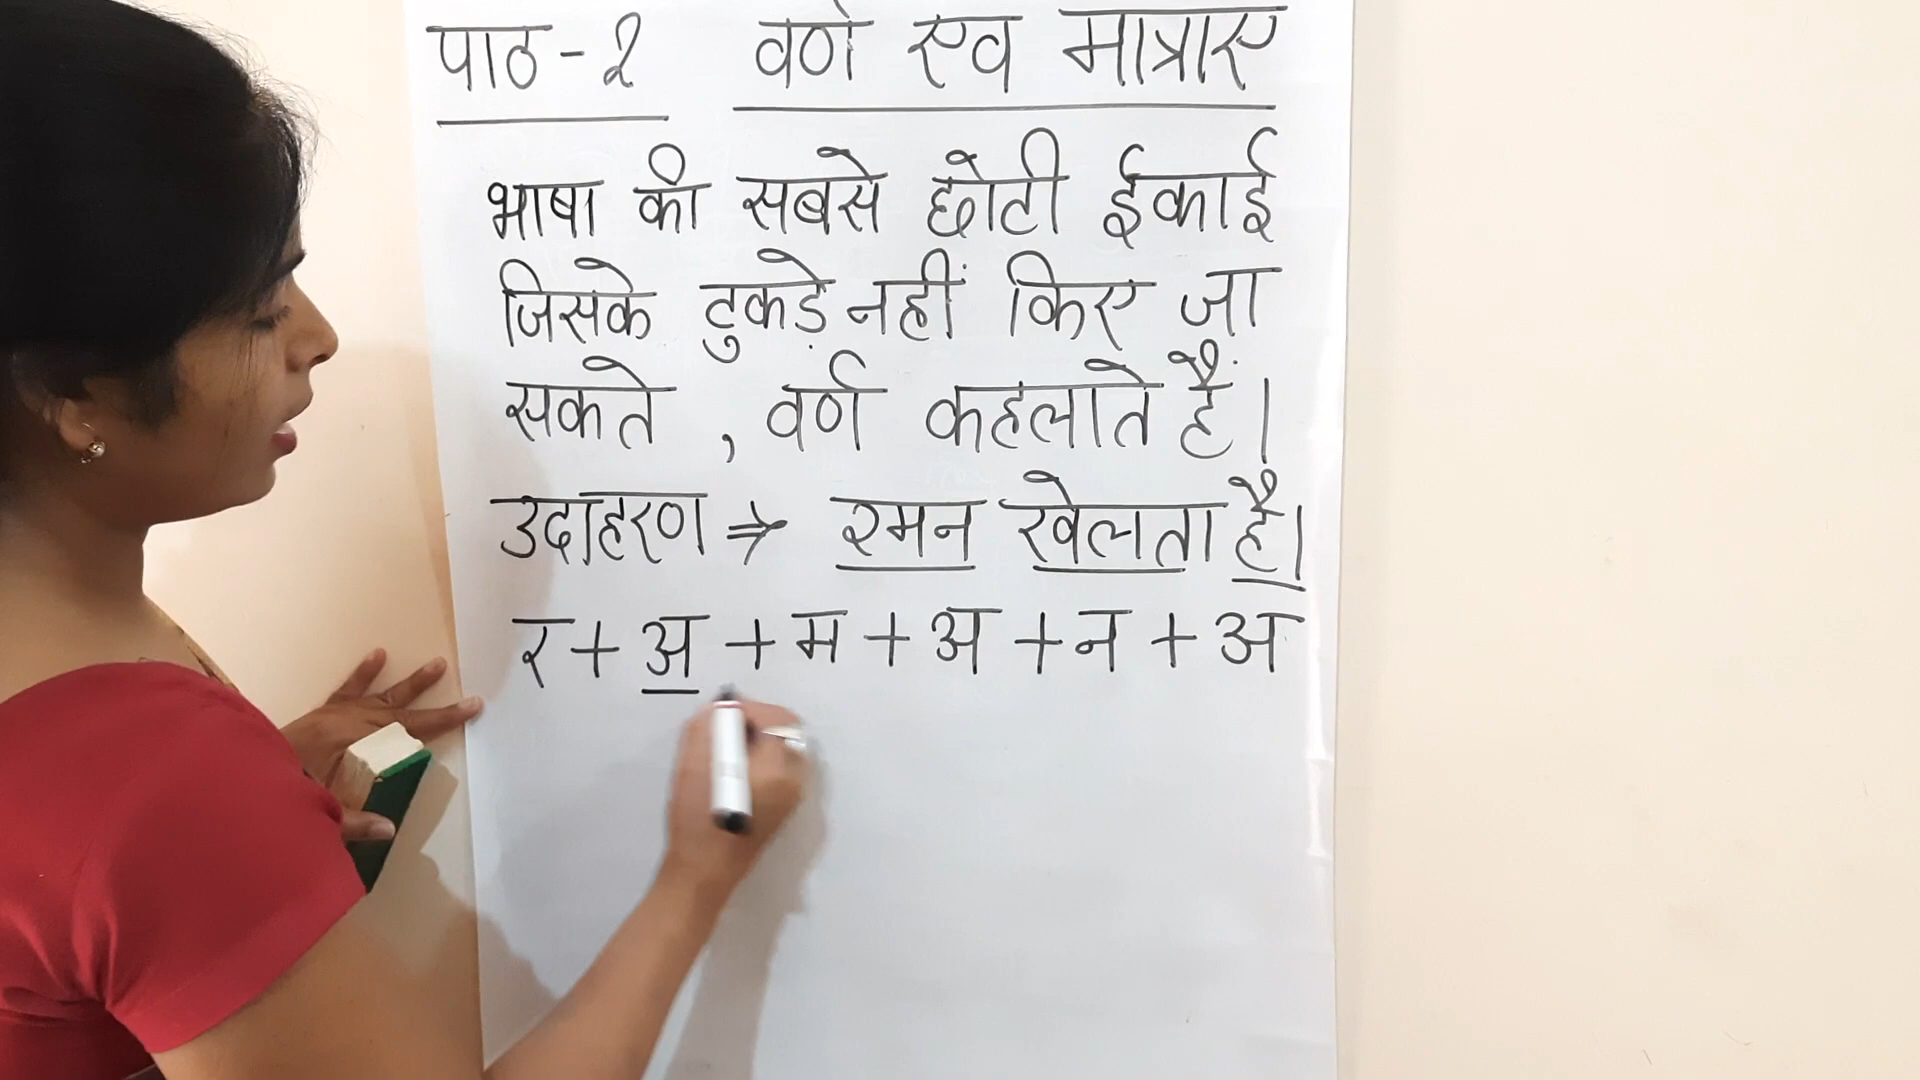 पाठ-2 वर्ण एव मात्राए
भाषा की सबसे छोटी ईकाई
जिसके टुकड़े नहीं किए जा
सकते , वर्ण कहलाते हैं।
उदाहरण ⇒ रमन खेलता है।
र + अ + म + अ + न + अ